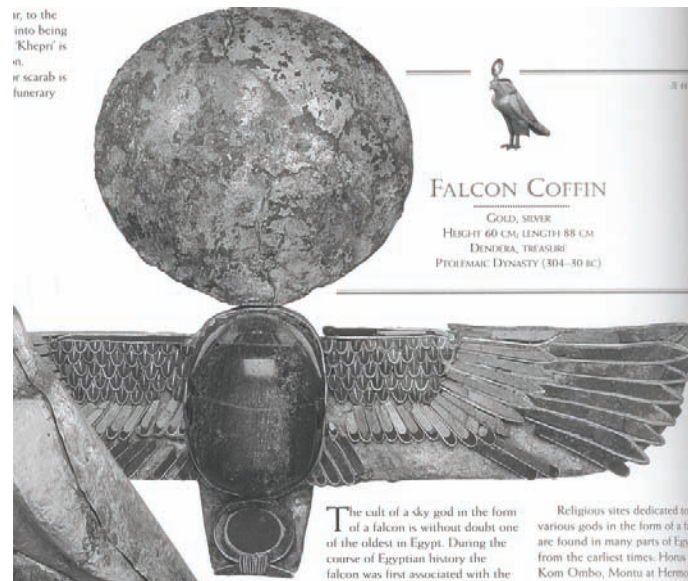 to the
into being
'Khepri' is
scarab is
funerary
FALCON COFFIN
GOLD, SILVER
HEIGHT 60 CM; LENGTH 88 CM
DENDERA, TREASURE
PTOLEMAIC DYNASTY (304–30 BC)
The cult of a sky god in the form
of a falcon is without doubt one
of the oldest in Egypt. During the
course of Egyptian history the
falcon was first associated with the
Religious sites dedicated to
various gods in the form of a
are found in many parts of
from the earliest times. Horus
Kom Ombo, Montu at